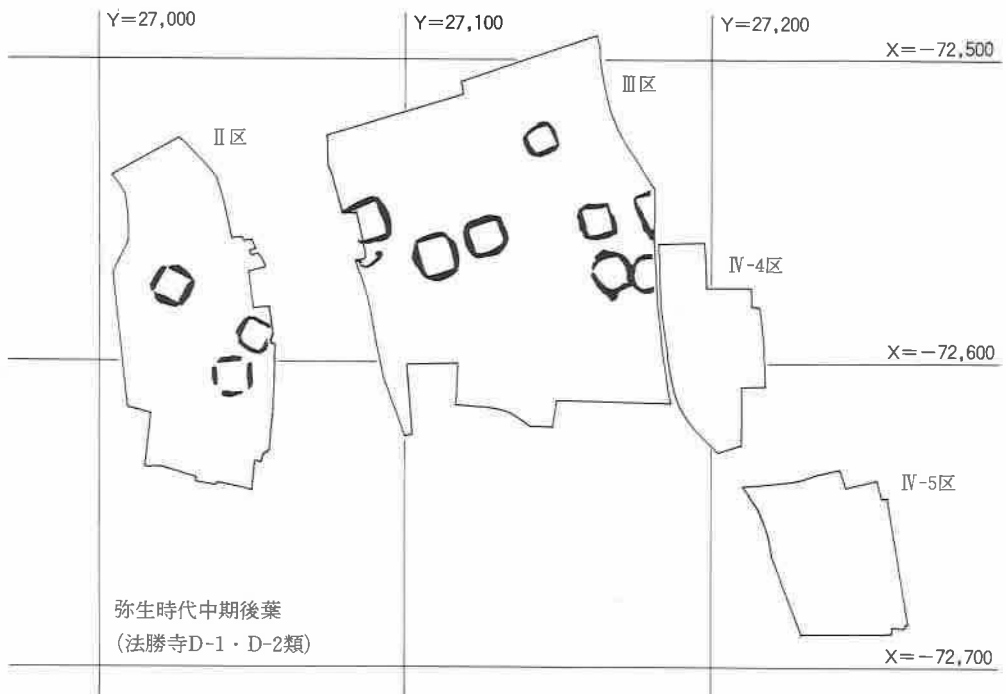 Y=27,000
Y=27,100
Y=27,200
X=-72,500
Ⅲ区
Ⅱ区
Ⅳ-4区
X=-72,600
Ⅳ-5区
弥生時代中期後葉
(法勝寺D-1・D-2類)
X=-72,700